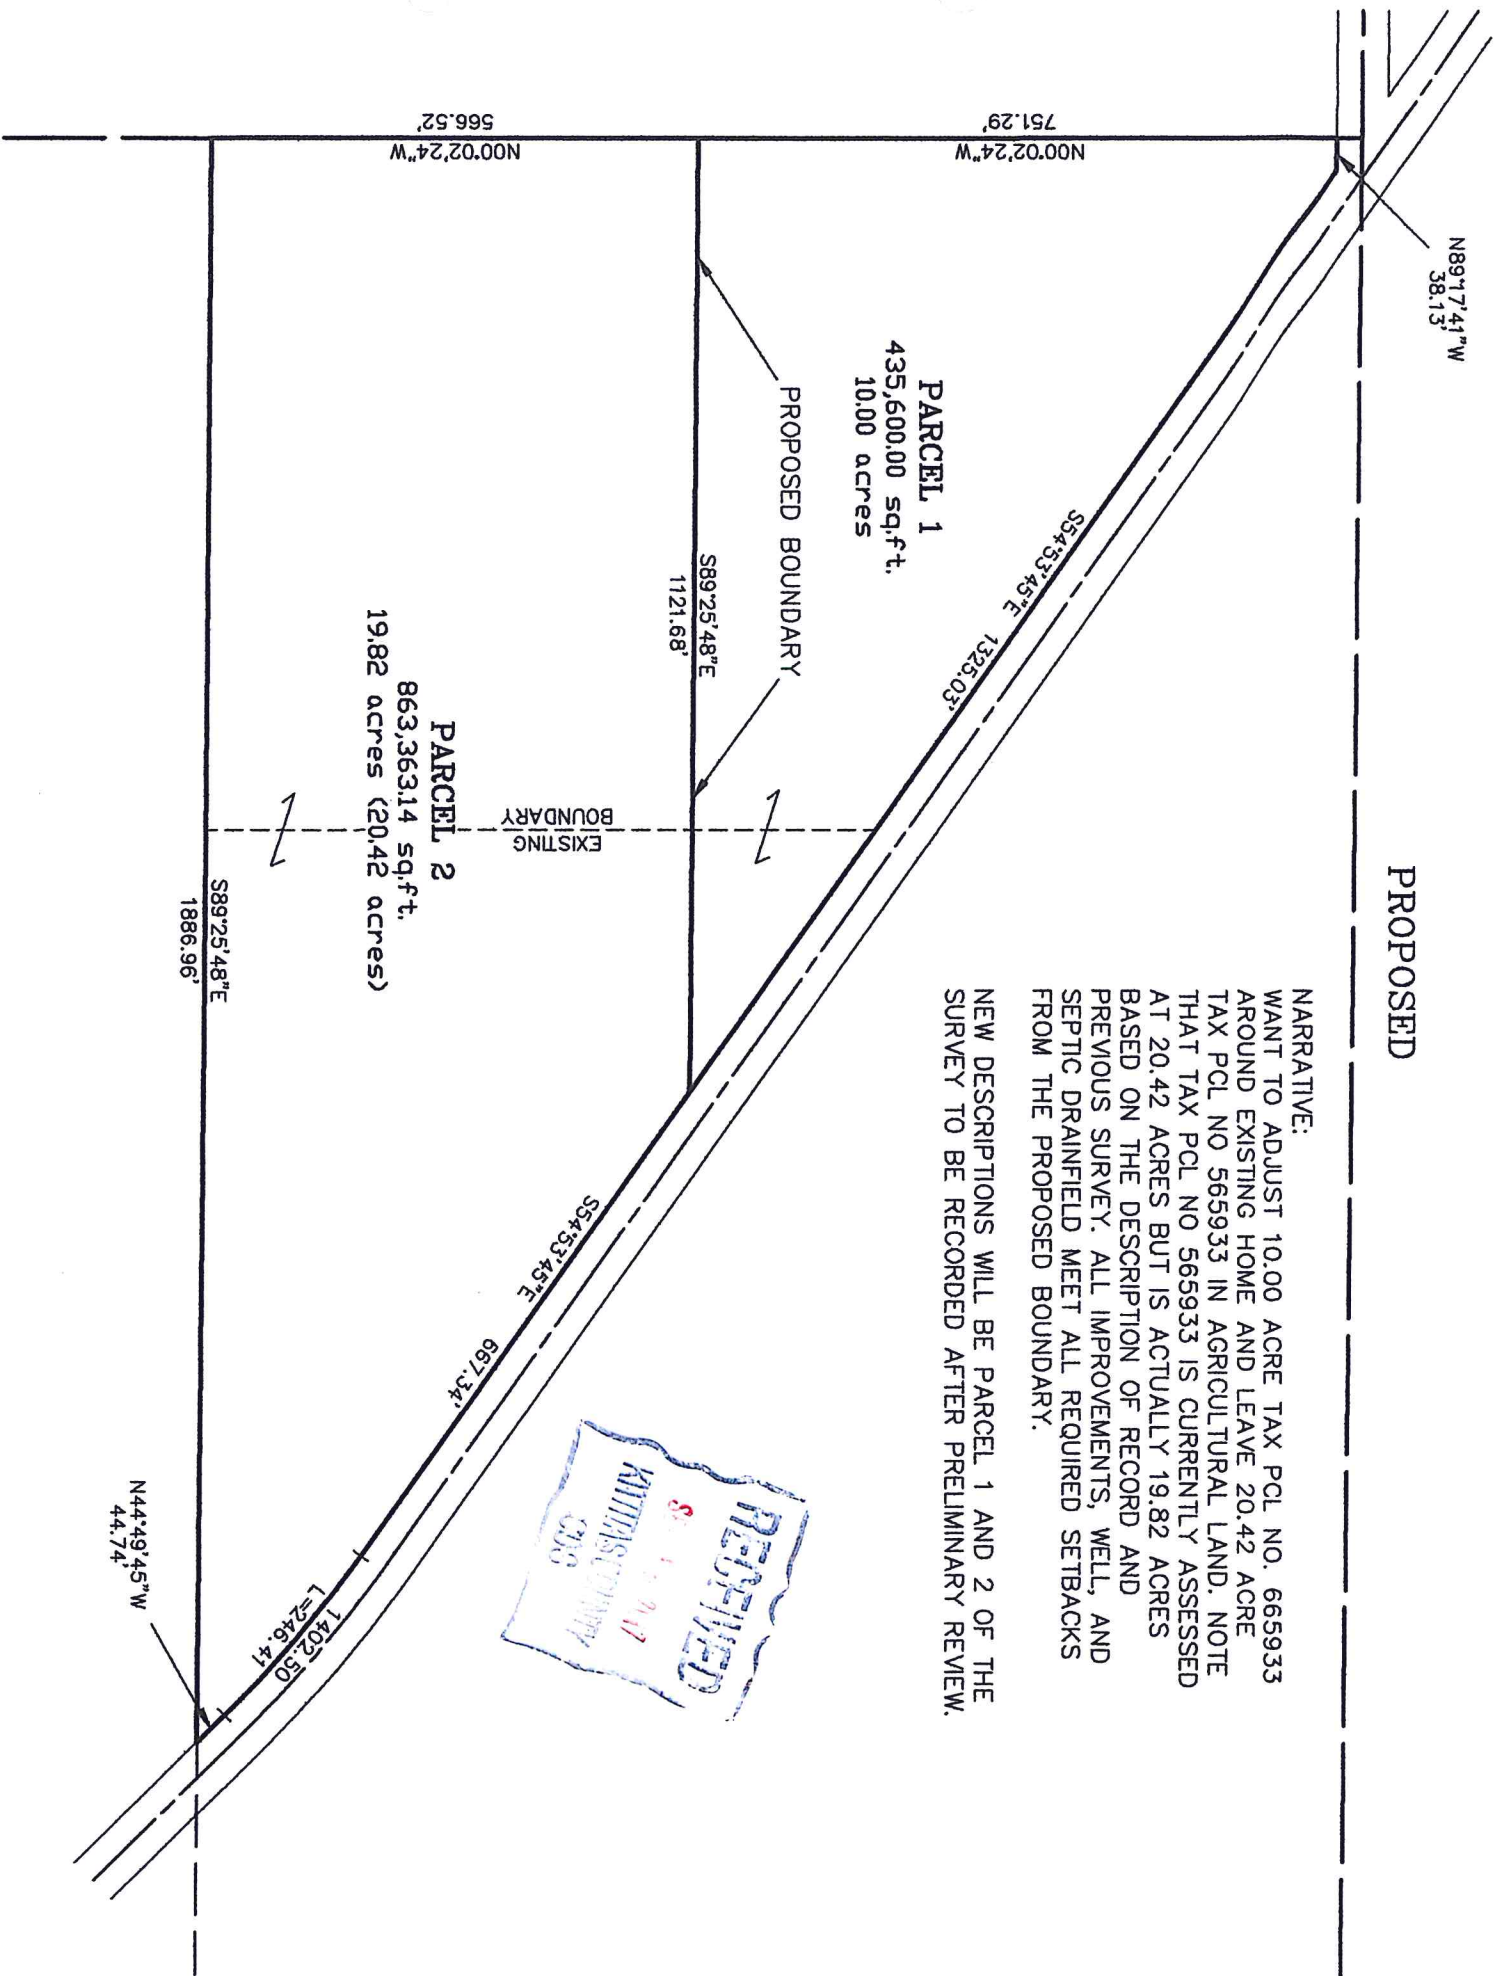 PROPOSED
NARRATIVE:
WANT TO ADJUST 10.00 ACRE TAX PCL NO. 665933
AROUND EXISTING HOME AND LEAVE 20.42 ACRE
TAX PCL NO 565933 IN AGRICULTURAL LAND. NOTE
THAT TAX PCL NO 565933 IS CURRENTLY ASSESSED
AT 20.42 ACRES BUT IS ACTUALLY 19.82 ACRES
BASED ON THE DESCRIPTION OF RECORD AND
PREVIOUS SURVEY. ALL IMPROVEMENTS, WELL, AND
SEPTIC DRAINFIELD MEET ALL REQUIRED SETBACKS
FROM THE PROPOSED BOUNDARY.
NEW DESCRIPTIONS WILL BE PARCEL 1 AND 2 OF THE
SURVEY TO BE RECORDED AFTER PRELIMINARY REVIEW.
N89°17'41"W
38.13'
N00°02'24"W
751.29'
PARCEL 1
435,600.00 sq.ft.
10.00 acres
PROPOSED BOUNDARY
S54°53'45"E 1325.03'
S89°25'48"E
1121.68'
N00°02'24"W
566.52'
EXISTING
BOUNDARY
PARCEL 2
863,363.14 sq.ft.
19.82 acres (20.42 acres)
S54°53'45"E 667.34'
1402.50
L=246.41
S89°25'48"E
1886.96'
N44°49'45"W
44.74'
RECEIVED
KITTITAS COUNTY
CDS